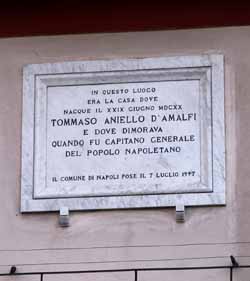 IN QUESTO LUOGO
ERA LA CASA DOVE
NACQUE IL XXIX GIUGNO MDCXX
TOMMASO ANIELLO D'AMALFI
E DOVE DIMORAVA
QUANDO FU CAPITANO GENERALE
DEL POPOLO NAPOLETANO
IL COMUNE DI NAPOLI POSE IL 7 LUGLIO 1997